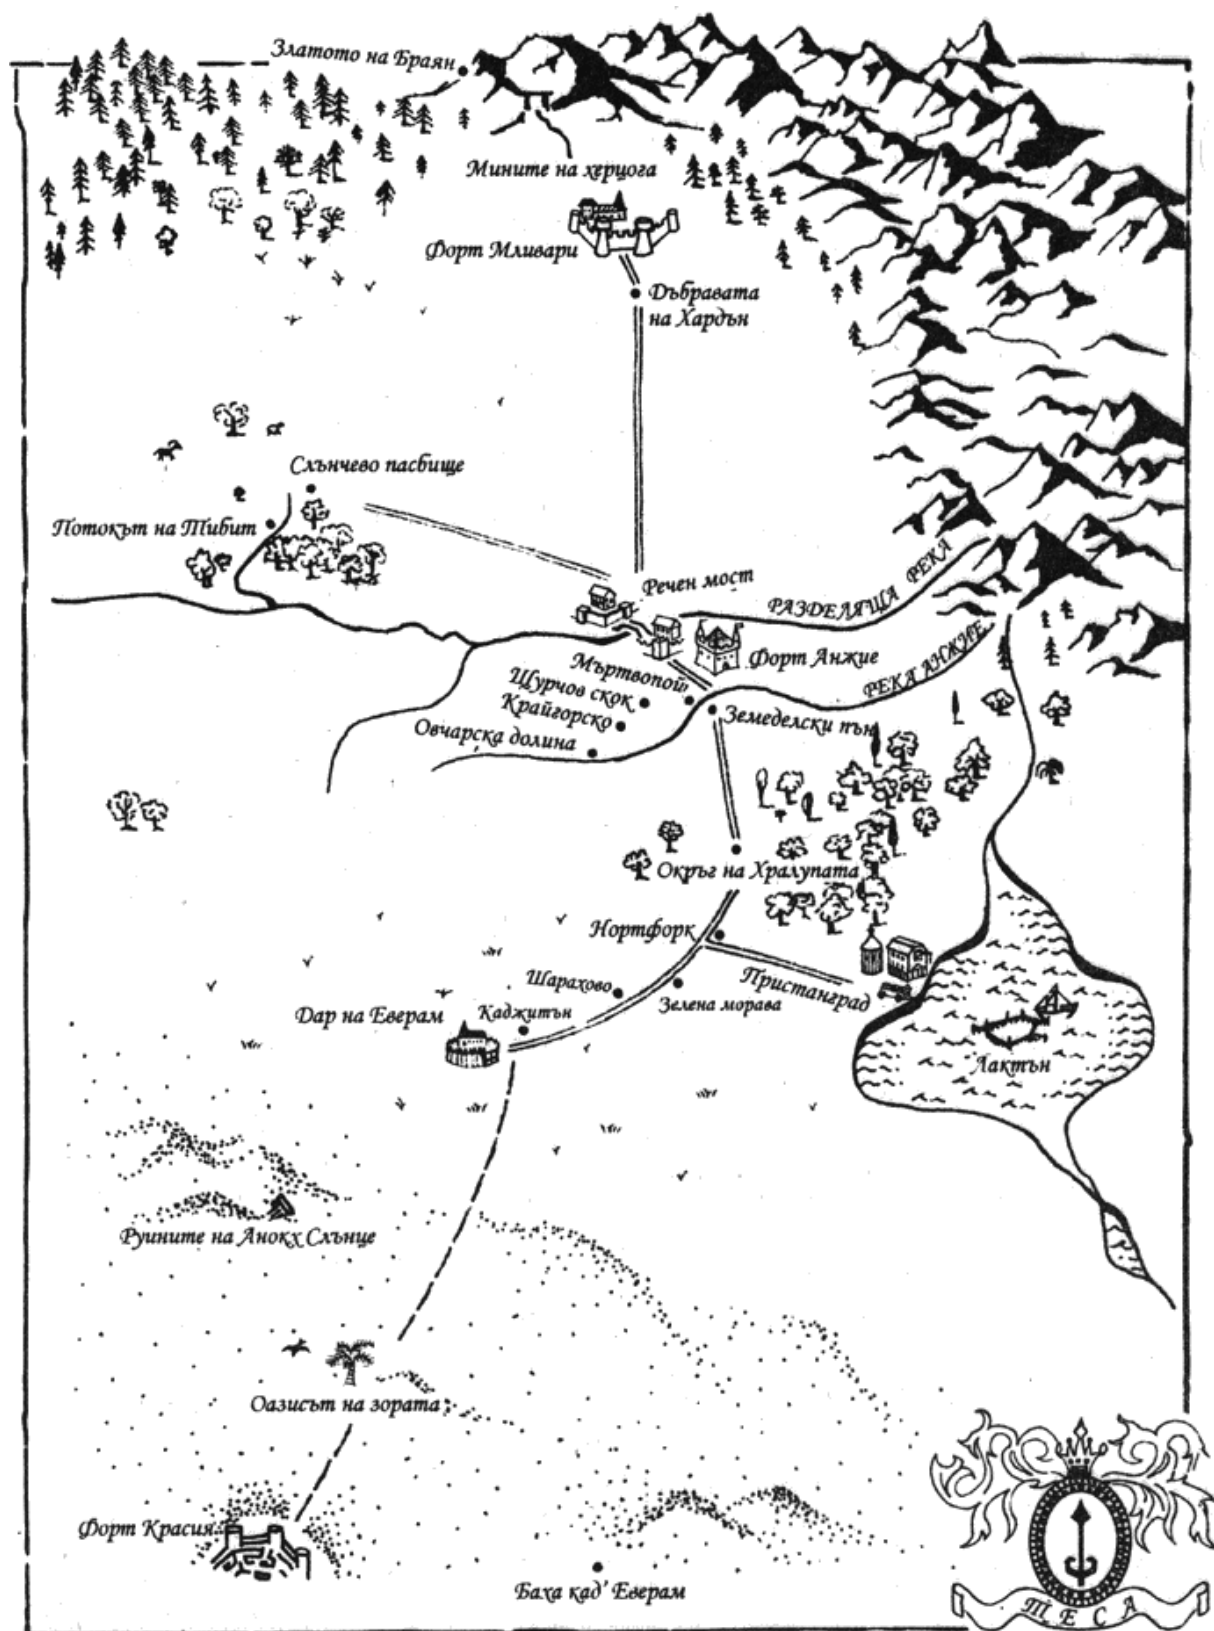 Златото на Браян
Мините на херцога
Форт Мливари
Дъбравата
на Хардън
Слънчево пасбище
Потокът на Тибит
Речен мост
РАЗДЕЛЯЩА РЕКА
Форт Анжие
РЕКА АНЖИЕ
Мъртвопой
Щурчов скок
Крайгорско
Овчарска долина
Земеделски пън
Окръг на Хралупата
Нортфорк
Пристанград
Шарахово
Зелена морава
Дар на Еверам
Каджитън
Лактън
Руините на Анокх Слънце
Оазисът на зората
Форт Красия
Баха кад' Еверам
ТЕСА